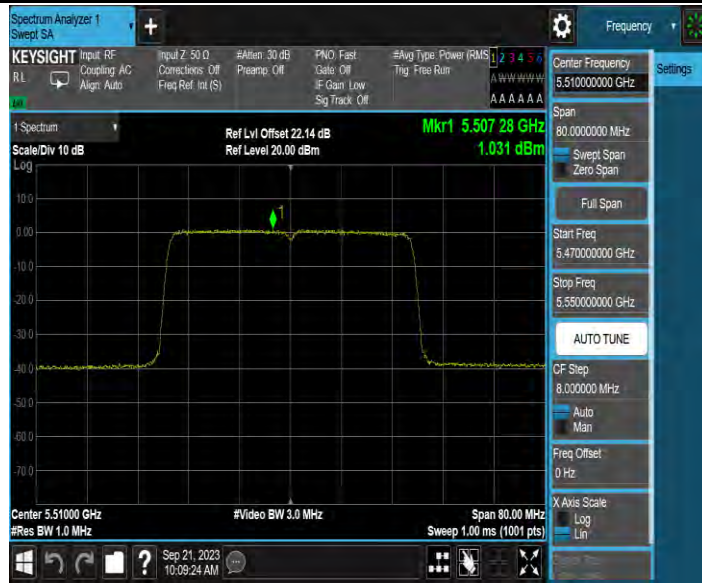 Spectrum Analyzer 1
Swept SA
+
Frequency
KEYSIGHT
RL
Input: RF
Coupling: AC
Align: Auto
Input Z: 50 Ω
Corrections: Off
Freq Ref: Int (S)
#Atten: 30 dB
Preamp: Off
PNO: Fast
Gate: Off
IF Gain: Low
Sig Track: Off
#Avg Type: Power (RMS
Trig: Free Run
1 2 3 4 5 6
A W W W W W
A A A A A A
1 Spectrum
Scale/Div 10 dB
Log
Ref Lvl Offset 22.14 dB
Ref Level 20.00 dBm
Mkr1 5.507 28 GHz
1.031 dBm
10.0
0.00
-10.0
-20.0
-30.0
-40.0
-50.0
-60.0
-70.0
1
Center 5.51000 GHz
#Res BW 1.0 MHz
#Video BW 3.0 MHz
Span 80.00 MHz
Sweep 1.00 ms (1001 pts)
Center Frequency
5.510000000 GHz
Settings
Span
80.0000000 MHz
Swept Span
Zero Span
Full Span
Start Freq
5.470000000 GHz
Stop Freq
5.550000000 GHz
AUTO TUNE
CF Step
8.000000 MHz
Auto
Man
Freq Offset
0 Hz
X Axis Scale
Log
Lin
?
Sep 21, 2023
10:09:24 AM